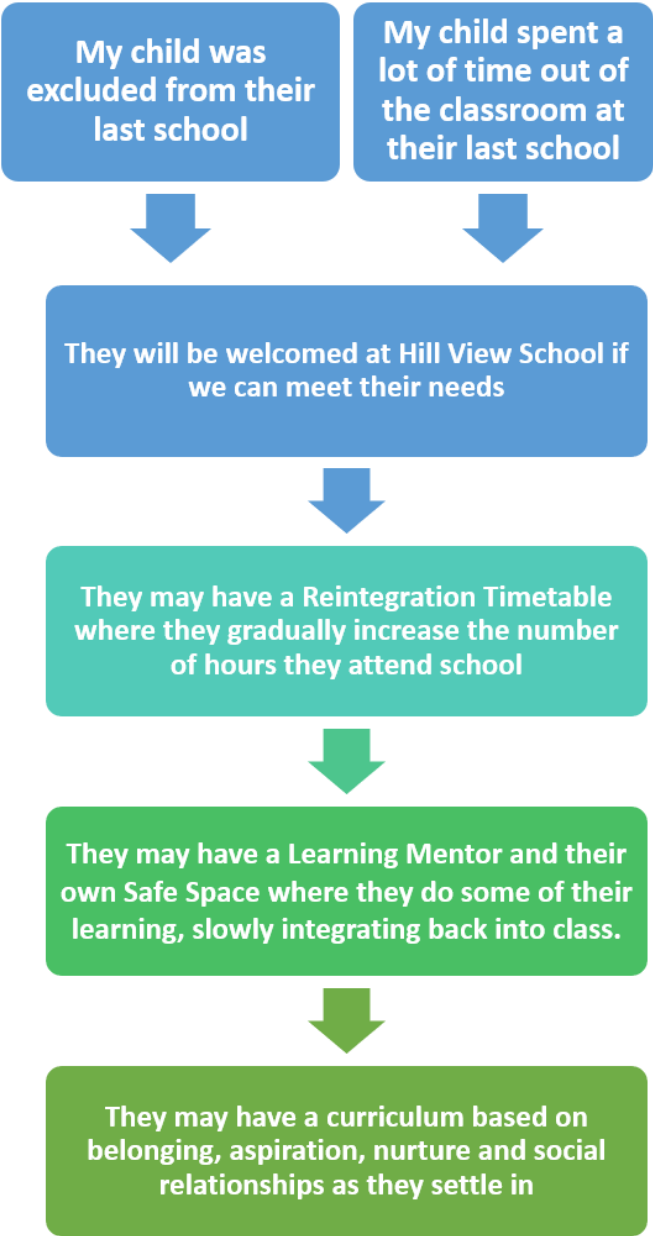 My child was
excluded from their
last school
My child spent a
lot of time out of
the classroom at
their last school
They will be welcomed at Hill View School if
we can meet their needs
They may have a Reintegration Timetable
where they gradually increase the number
of hours they attend school
They may have a Learning Mentor and their
own Safe Space where they do some of their
learning, slowly integrating back into class.
They may have a curriculum based on
belonging, aspiration, nurture and social
relationships as they settle in